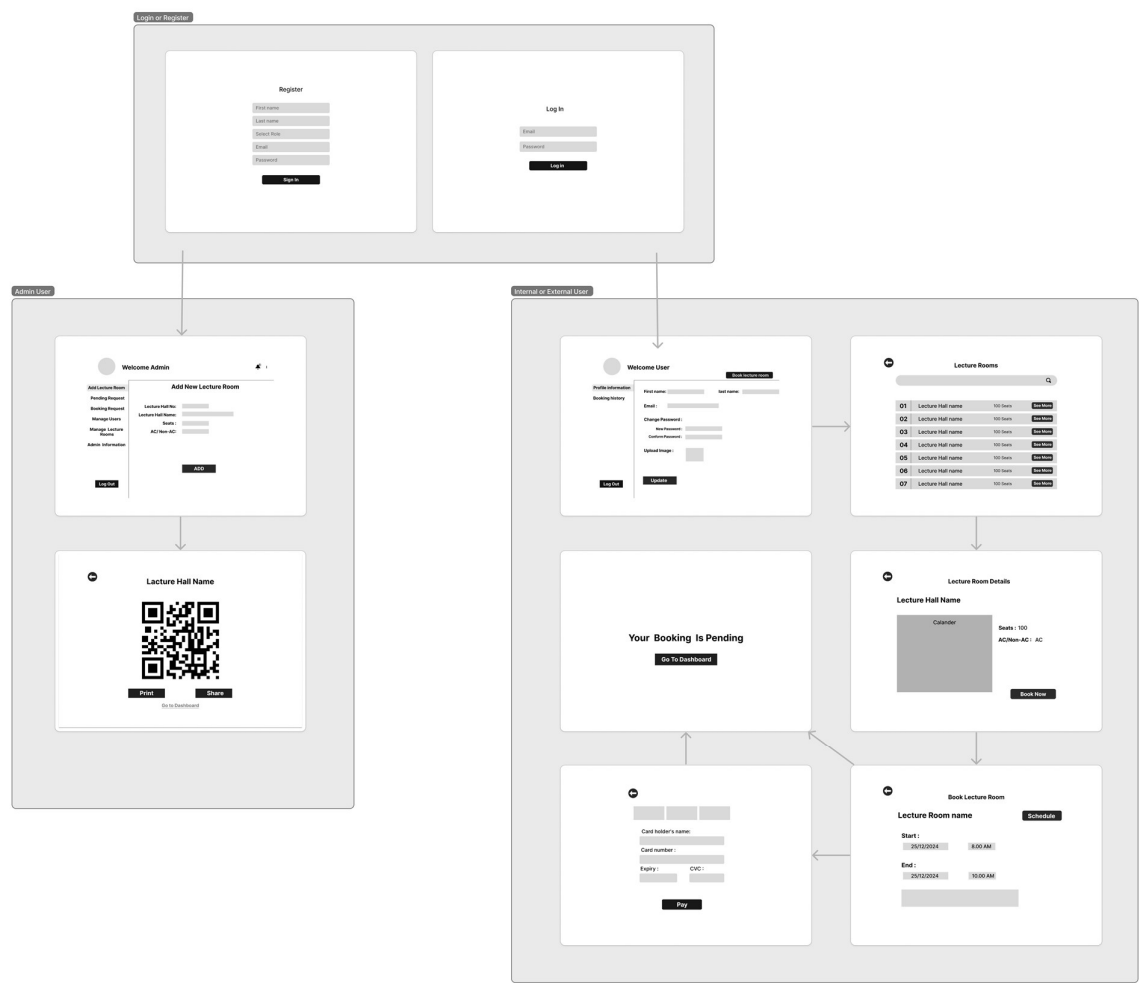 Login or Register
Register
First name
Last name
Select Role
Email
Password
Sign In
Log In
Email
Password
Log In
Admin User
Welcome Admin
Add Lecture Room
Pending Request
Booking Request
Manage Users
Manage Lecture
Rooms
Admin information
Log Out
Add New Lecture Room
Lecture Hall No:
Lecture Hall Name:
Seats :
AC/ Non-AC:
ADD
Lacture Hall Name
Print
Share
Go to Dashboard
Internal or External User
Welcome User
Book lecture room
Profile information
Booking history
Log Out
First name:
last name:
Email :
Change Password :
New Password :
Confirm Password :
Upload Image :
Update
Lecture Rooms
01 Lecture Hall name 100 Seats See More
02 Lecture Hall name 100 Seats See More
03 Lecture Hall name 100 Seats See More
04 Lecture Hall name 100 Seats See More
05 Lecture Hall name 100 Seats See More
06 Lecture Hall name 100 Seats See More
07 Lecture Hall name 100 Seats See More
Your Booking Is Pending
Go To Dashboard
Lecture Room Details
Lecture Hall Name
Calander
Seats : 100
AC/Non-AC : AC
Book Now
Card holder's name:
Card number :
Expiry :
CVC :
Pay
Book Lecture Room
Lecture Room name
Schedule
Start :
25/12/2024 8.00 AM
End :
25/12/2024 10.00 AM